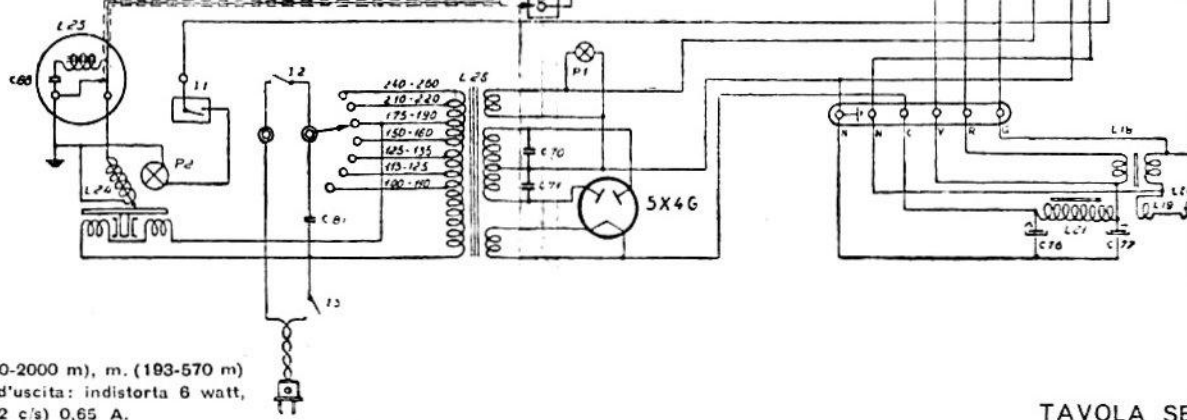 L25
C88
I1
I2
P2
L24
240-260
210-220
175-190
150-160
125-135
113-125
100-110
L26
P1
C70
C71
5X4G
C81
I3
N
N
C
V
R
G
L18
L19
L21
C76
C77
0-2000 m), m. (193-570 m)
d'uscita: indistorta 6 watt,
2 c/s) 0,65 A.
TAVOLA SE